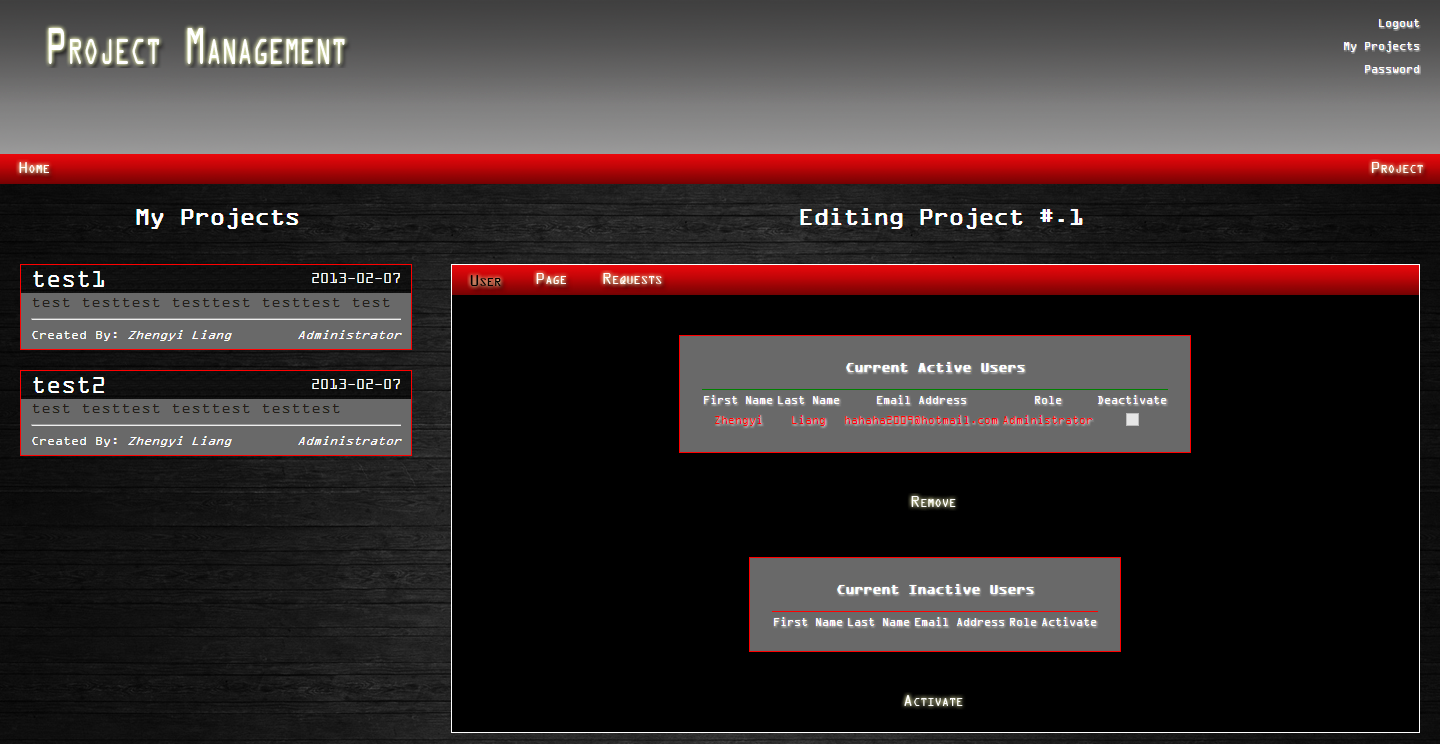 Project Management
Logout
My Projects
Password
Home
Project
My Projects
Editing Project #.1
test1 2013-02-07
test testtest testtest testtest test
Created By: Zhengyi Liang Administrator
test2 2013-02-07
test testtest testtest testtest
Created By: Zhengyi Liang Administrator
User Page Requests
Current Active Users
First Name Last Name Email Address Role Deactivate
Zhengyi Liang Administrator
Remove
Current Inactive Users
First Name Last Name Email Address Role Activate
Activate